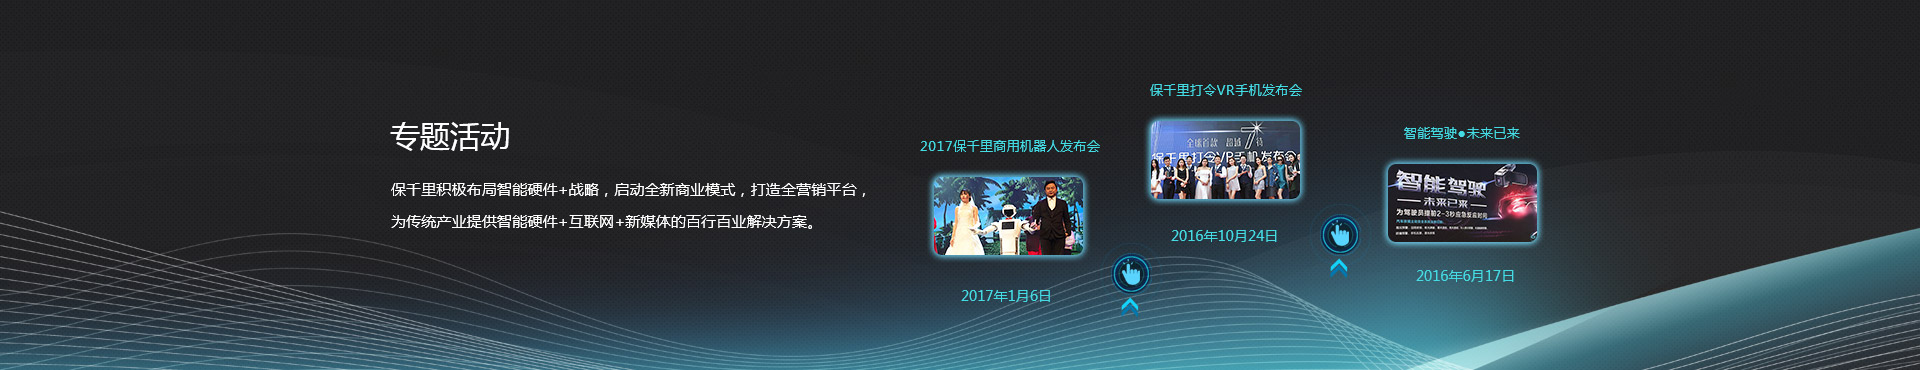 专题活动
保千里积极布局智能硬件+战略，启动全新商业模式，打造全营销平台，
为传统产业提供智能硬件+互联网+新媒体的百行百业解决方案。
2017保千里商用机器人发布会
2017年1月6日
保千里打令VR手机发布会
全球首款
保千里打令VR手机发布会
2016年10月24日
智能驾驶●未来已来
智能驾驶
未来已来
为驾驶员提前2-3秒应急反应时间
2016年6月17日